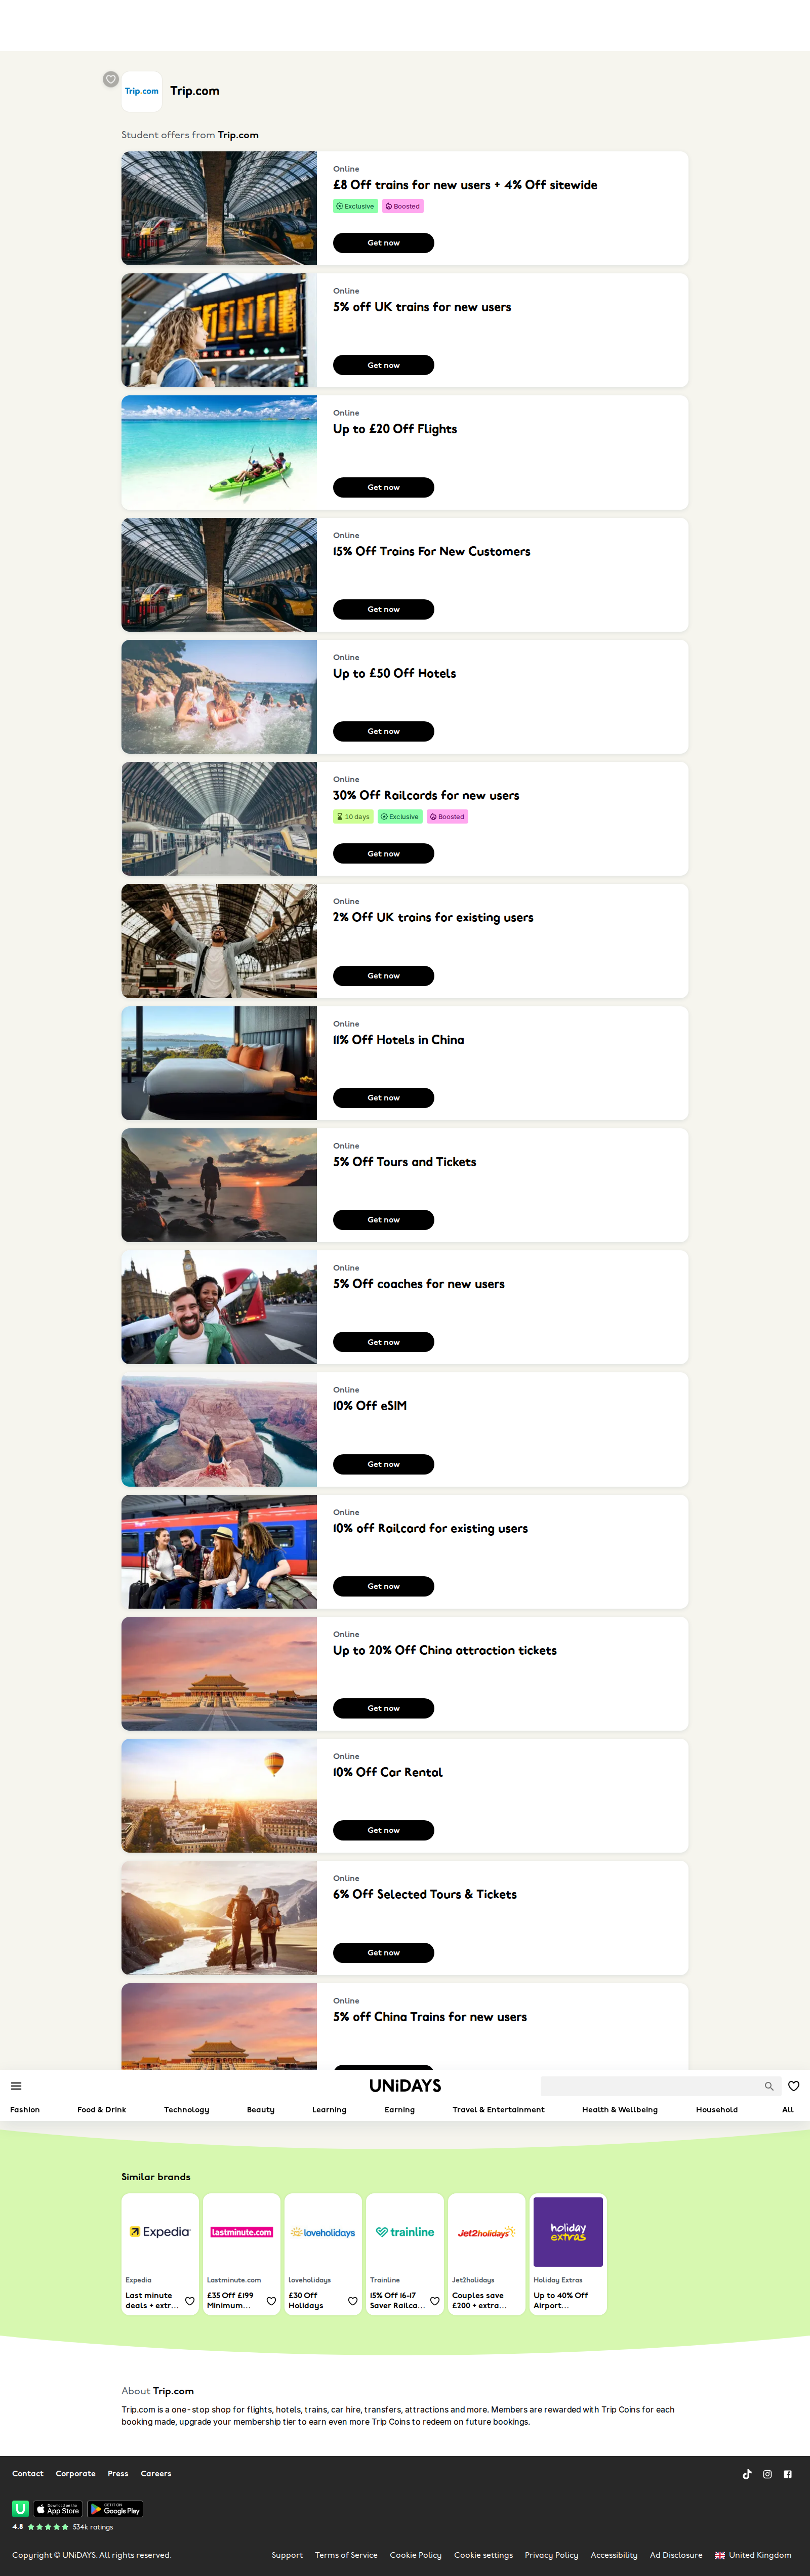 Trip.com
Trip.com
Student offers from Trip.com
Online
£8 Off trains for new users + 4% Off sitewide
Exclusive
Boosted
Get now
Online
5% off UK trains for new users
Get now
Online
Up to £20 Off Flights
Get now
Online
15% Off Trains For New Customers
Get now
Online
Up to £50 Off Hotels
Get now
Online
30% Off Railcards for new users
10 days
Exclusive
Boosted
Get now
Online
2% Off UK trains for existing users
Get now
Online
11% Off Hotels in China
Get now
Online
5% Off Tours and Tickets
Get now
Online
5% Off coaches for new users
Get now
Online
10% Off eSIM
Get now
Online
10% off Railcard for existing users
Get now
Online
Up to 20% Off China attraction tickets
Get now
Online
10% Off Car Rental
Get now
Online
6% Off Selected Tours & Tickets
Get now
Online
5% off China Trains for new users
UNiDAYS
Fashion Food & Drink Technology Beauty Learning Earning Travel & Entertainment Health & Wellbeing Household All
Similar brands
Expedia
Expedia
Last minute
deals + extr...
lastminute.com
Lastminute.com
£35 Off £199
Minimum...
loveholidays
loveholidays
£30 Off
Holidays
trainline
Trainline
15% Off 16-17
Saver Railca...
Jet2holidays
Jet2holidays
Couples save
£200 + extra...
holiday
extras
Holiday Extras
Up to 40% Off
Airport...
About Trip.com
Trip.com is a one-stop shop for flights, hotels, trains, car hire, transfers, attractions and more. Members are rewarded with Trip Coins for each
booking made, upgrade your membership tier to earn even more Trip Coins to redeem on future bookings.
Contact Corporate Press Careers
U
Download on the
App Store
GET IT ON
Google Play
4.8 534k ratings
Copyright © UNiDAYS. All rights reserved.
Support Terms of Service Cookie Policy Cookie settings Privacy Policy Accessibility Ad Disclosure United Kingdom